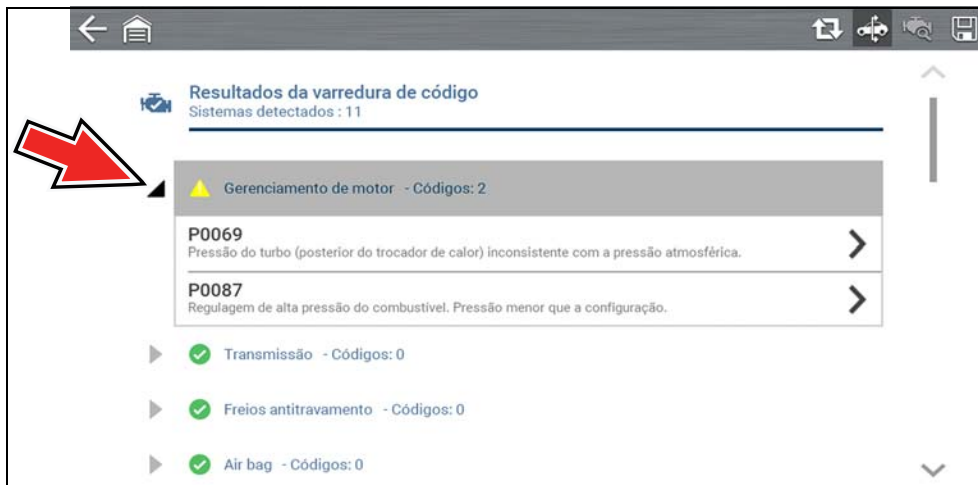 Resultados da varredura de código
Sistemas detectados : 11
Gerenciamento de motor - Códigos: 2
P0069
Pressão do turbo (posterior do trocador de calor) inconsistente com a pressão atmosférica.
P0087
Regulagem de alta pressão do combustível. Pressão menor que a configuração.
Transmissão - Códigos: 0
Freios antitravamento - Códigos: 0
Air bag - Códigos: 0